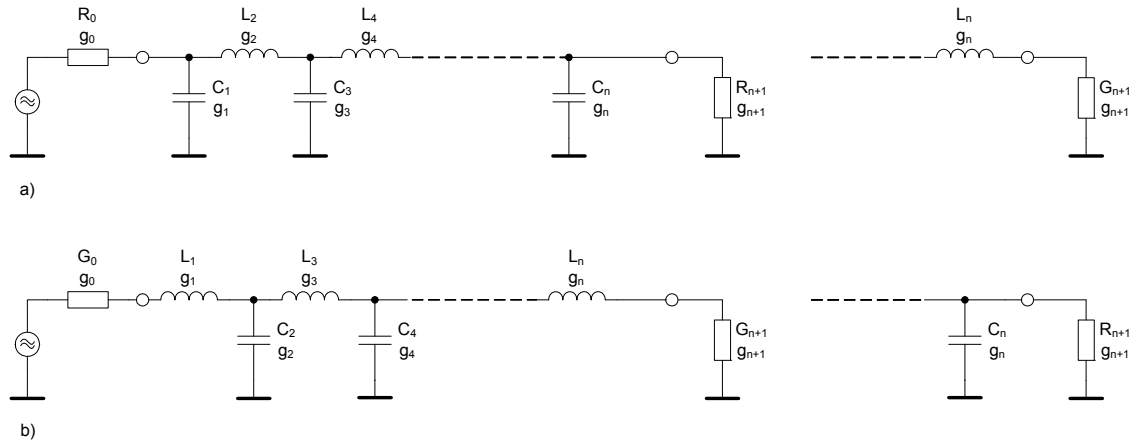 R₀ L₂ L₄ Lₙ
g₀ g₂ g₄ gₙ
C₁ C₃ Cₙ Rₙ₊₁ Gₙ₊₁
g₁ g₃ gₙ gₙ₊₁ gₙ₊₁
a)
G₀ L₁ L₃ Lₙ
g₀ g₁ g₃ gₙ
C₂ C₄ Gₙ₊₁ Cₙ Rₙ₊₁
g₂ g₄ gₙ₊₁ gₙ gₙ₊₁
b)